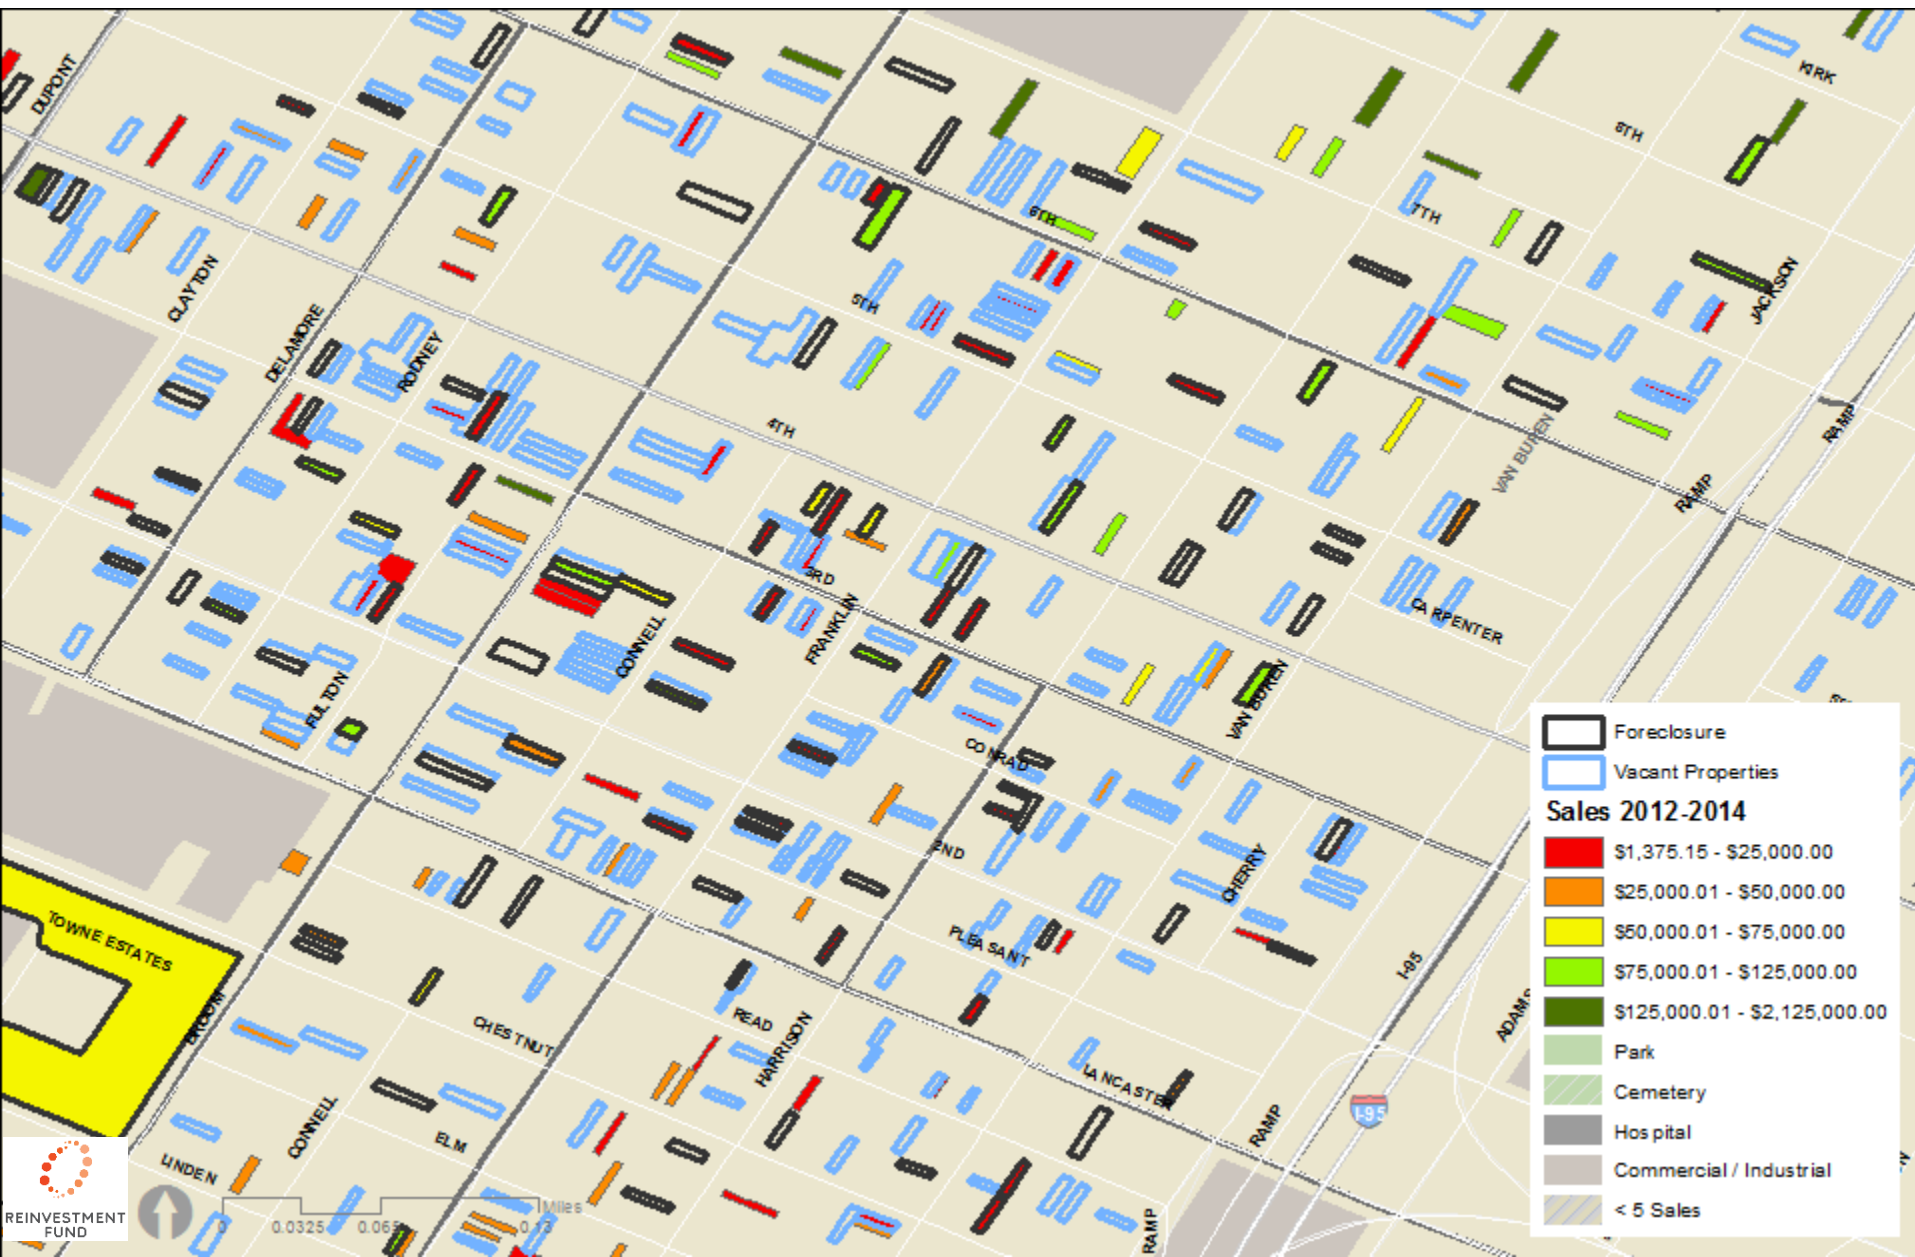 KIRK
DUPONT
8TH
7TH
6TH
CLAYTON
JACKSON
5TH
DELAMORE
RODNEY
RAMP
4TH
VAN BUREN
RAMP
3RD
CARPENTER
FRANKLIN
CONNELL
VAN BUREN
FULTON
CONRAD
2ND
CHERRY
TOWNE ESTATES
PLEASANT
I-95
BROOM
READ
CHESTNUT
HARRISON
ADAMS
LANCASTER
I-95
RAMP
CONNELL
ELM
LINDEN
RAMP
Foreclosure
Vacant Properties
Sales 2012-2014
$1,375.15 - $25,000.00
$25,000.01 - $50,000.00
$50,000.01 - $75,000.00
$75,000.01 - $125,000.00
$125,000.01 - $2,125,000.00
Park
Cemetery
Hospital
Commercial / Industrial
< 5 Sales
REINVESTMENT
FUND
Miles
0 0.0325 0.065 0.13